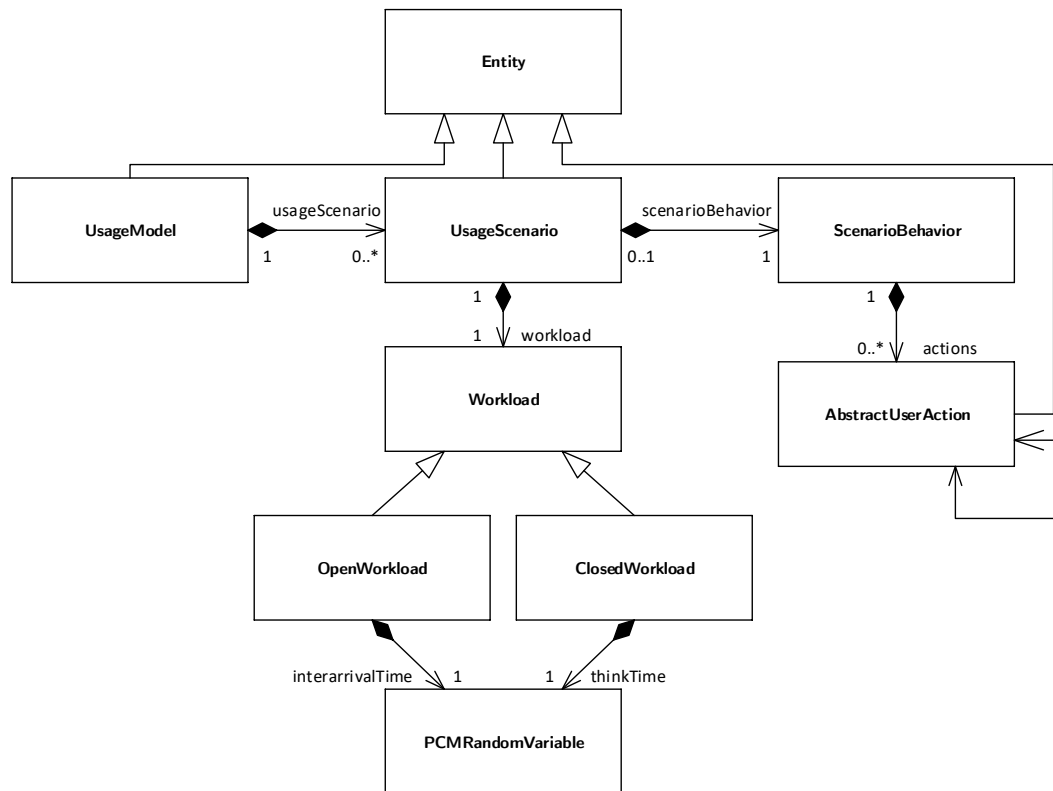 Entity
usageScenario
scenarioBehavior
UsageModel
UsageScenario
ScenarioBehavior
1
0..*
0..1
1
1
1
1
workload
0..*
actions
Workload
AbstractUserAction
OpenWorkload
ClosedWorkload
interarrivalTime
1
1
thinkTime
PCMRandomVariable